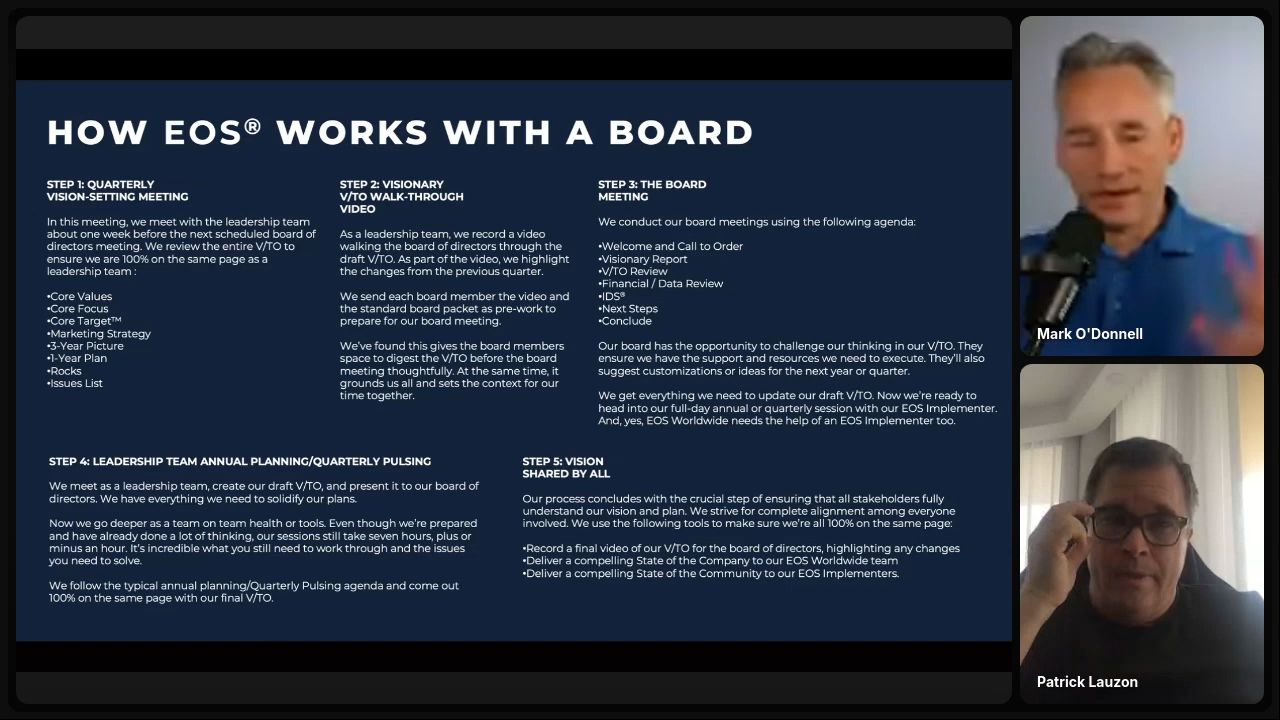 HOW EOS® WORKS WITH A BOARD
STEP 1: QUARTERLY
VISION-SETTING MEETING
In this meeting, we meet with the leadership team
about one week before the next scheduled board of
directors meeting. We review the entire V/TO to
ensure we are 100% on the same page as a
leadership team :
•Core Values
•Core Focus
•Core Target™
•Marketing Strategy
•3-Year Picture
•1-Year Plan
•Rocks
•Issues List
STEP 2: VISIONARY
V/TO WALK-THROUGH
VIDEO
As a leadership team, we record a video
walking the board of directors through the
draft V/TO. As part of the video, we highlight
the changes from the previous quarter.
We send each board member the video and
the standard board packet as pre-work to
prepare for our board meeting.
We've found this gives the board members
space to digest the V/TO before the board
meeting thoughtfully. At the same time, it
grounds us all and sets the context for our
time together.
STEP 3: THE BOARD
MEETING
We conduct our board meetings using the following agenda:
•Welcome and Call to Order
•Visionary Report
•V/TO Review
•Financial / Data Review
•IDS®
•Next Steps
•Conclude
Our board has the opportunity to challenge our thinking in our V/TO. They
ensure we have the support and resources we need to execute. They'll also
suggest customizations or ideas for the next year or quarter.
We get everything we need to update our draft V/TO. Now we're ready to
head into our full-day annual or quarterly session with our EOS Implementer.
And, yes, EOS Worldwide needs the help of an EOS Implementer too.
STEP 4: LEADERSHIP TEAM ANNUAL PLANNING/QUARTERLY PULSING
We meet as a leadership team, create our draft V/TO, and present it to our board of
directors. We have everything we need to solidify our plans.
Now we go deeper as a team on team health or tools. Even though we're prepared
and have already done a lot of thinking, our sessions still take seven hours, plus or
minus an hour. It's incredible what you still need to work through and the issues
you need to solve.
We follow the typical annual planning/Quarterly Pulsing agenda and come out
100% on the same page with our final V/TO.
STEP 5: VISION
SHARED BY ALL
Our process concludes with the crucial step of ensuring that all stakeholders fully
understand our vision and plan. We strive for complete alignment among everyone
involved. We use the following tools to make sure we're all 100% on the same page:
•Record a final video of our V/TO for the board of directors, highlighting any changes
•Deliver a compelling State of the Company to our EOS Worldwide team
•Deliver a compelling State of the Community to our EOS Implementers.
Mark O'Donnell
Patrick Lauzon